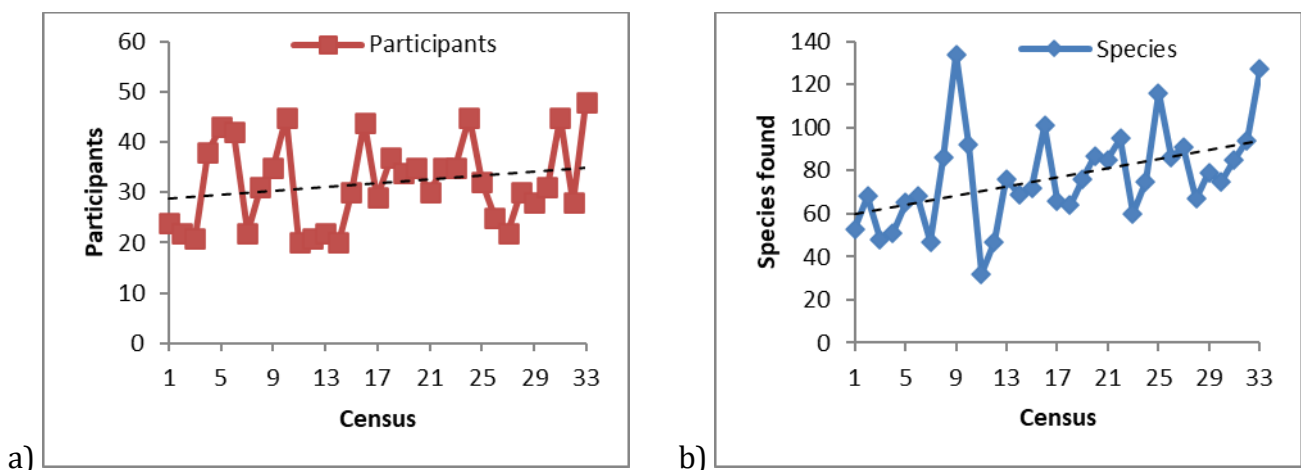 Participants
60
50
40
30
20
10
0
Participants
1 5 9 13 17 21 25 29 33
Census
a)
Species
140
120
100
80
60
40
20
0
Species found
1 5 9 13 17 21 25 29 33
Census
b)